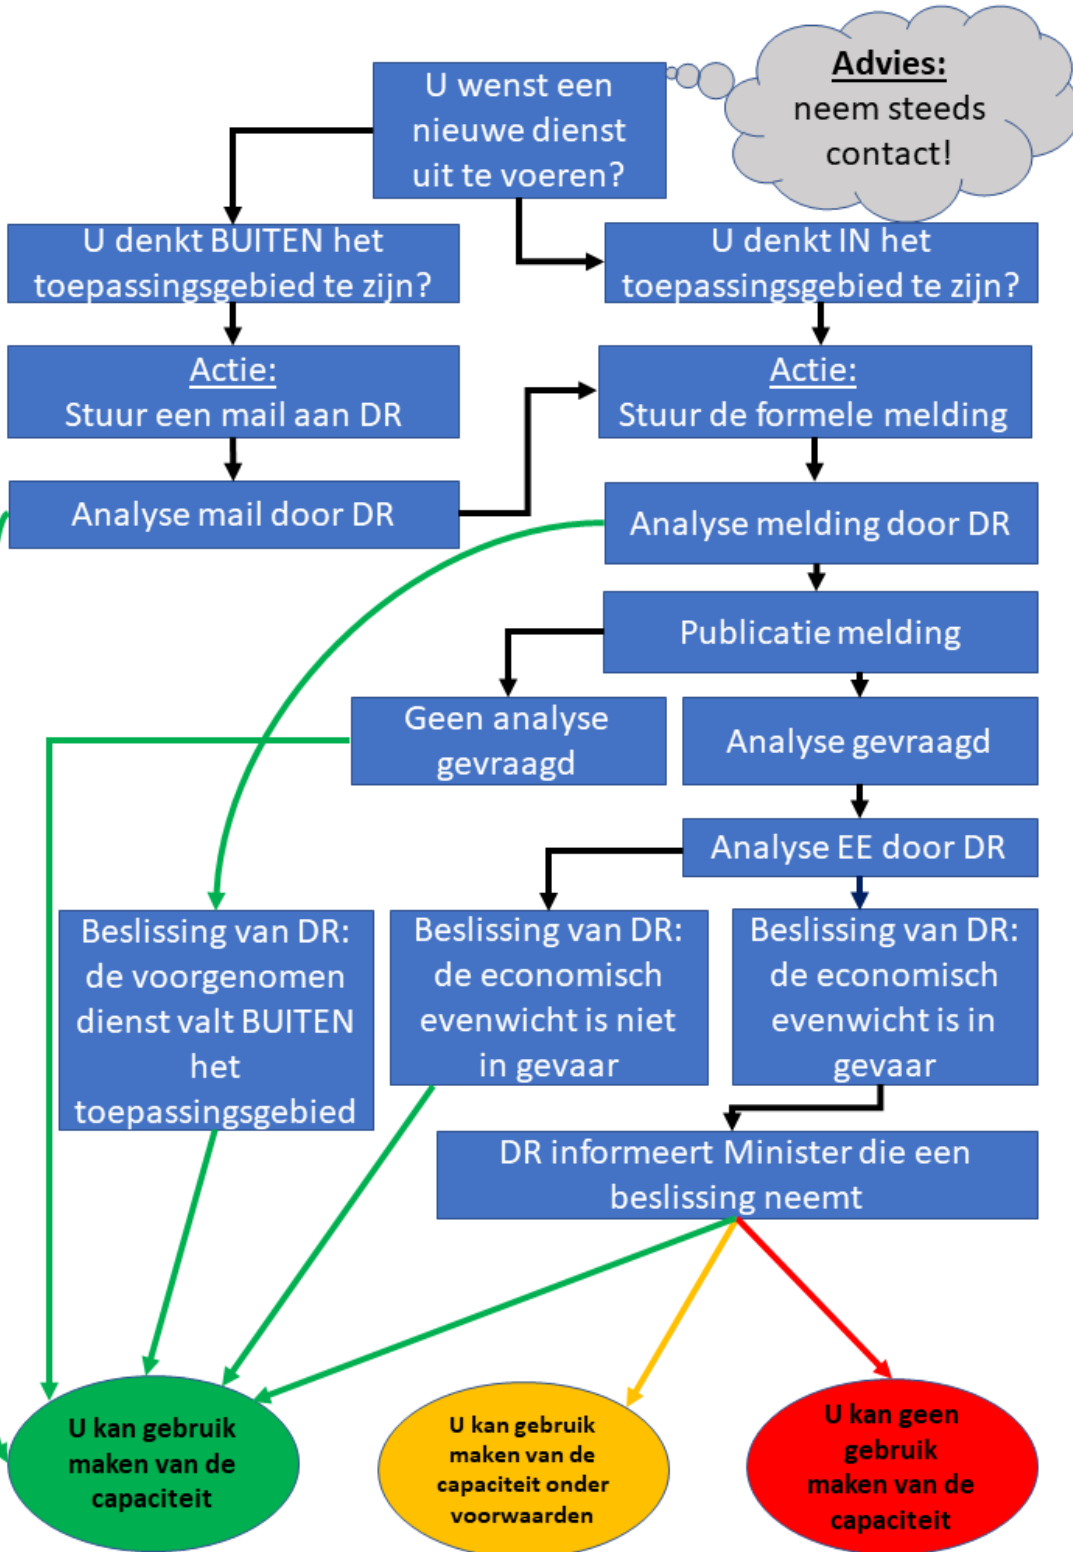 Advies:
neem steeds
contact!
U wenst een
nieuwe dienst
uit te voeren?
U denkt BUITEN het
toepassingsgebied te zijn?
U denkt IN het
toepassingsgebied te zijn?
Actie:
Stuur een mail aan DR
Actie:
Stuur de formele melding
Analyse mail door DR
Analyse melding door DR
Publicatie melding
Geen analyse
gevraagd
Analyse gevraagd
Analyse EE door DR
Beslissing van DR:
de voorgenomen
dienst valt BUITEN
het
toepassingsgebied
Beslissing van DR:
de economisch
evenwicht is niet
in gevaar
Beslissing van DR:
de economisch
evenwicht is in
gevaar
DR informeert Minister die een
beslissing neemt
U kan gebruik
maken van de
capaciteit
U kan gebruik
maken van de
capaciteit onder
voorwaarden
U kan geen
gebruik
maken van de
capaciteit